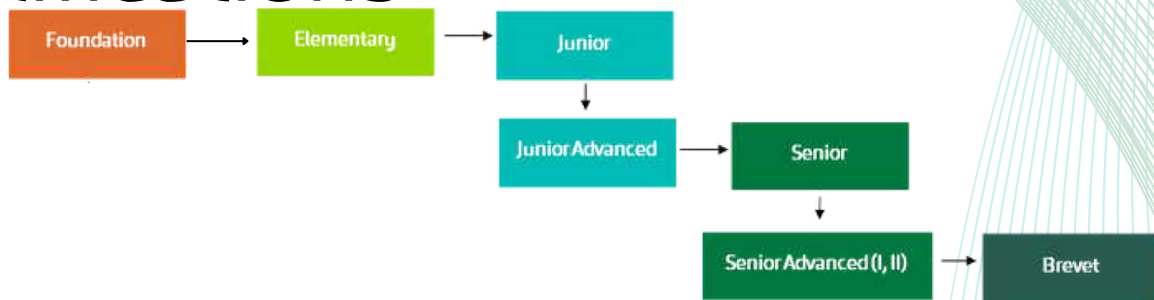 Foundation
Elementary
Junior
Junior Advanced
Senior
Senior Advanced (I, II)
Brevet